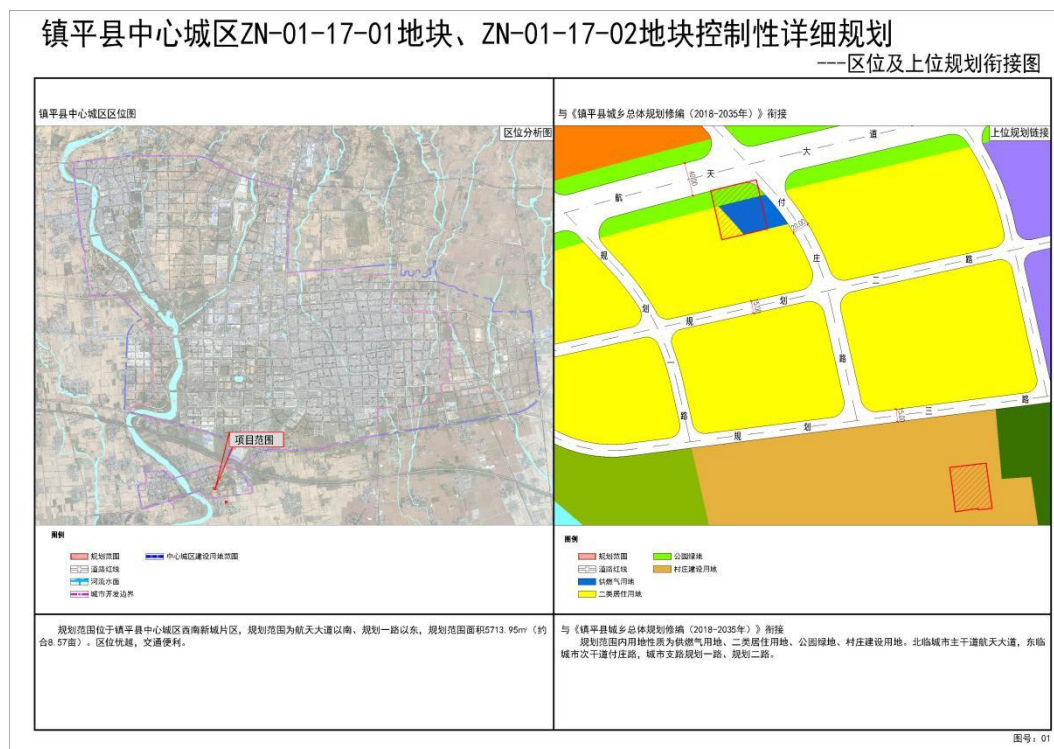 镇平县中心城区ZN-01-17-01地块、ZN-01-17-02地块控制性详细规划
---区位及上位规划衔接图
镇平县中心城区区位图
区位分析图
项目范围
图例
规划范围
道路红线
河流水面
城市开发边界
中心城区建设用地范围
规划范围位于镇平县中心城区西南新城片区，规划范围为航天大道以南、规划一路以东，规划范围面积5713.95㎡（约
合8.57亩）。区位优越，交通便利。
与《镇平县城乡总体规划修编（2018-2035年）》衔接
上位规划链接
航天大道
40.00
付庄路
20.00
规划一路
规划二路
15.00
规划三路
15.00
图例
规划范围
道路红线
供燃气用地
二类居住用地
公园绿地
村庄建设用地
与《镇平县城乡总体规划修编（2018-2035年）》衔接
规划范围内用地性质为供燃气用地、二类居住用地、公园绿地、村庄建设用地。北临城市主干道航天大道，东临
城市次干道付庄路，城市支路规划一路、规划二路。
图号：01